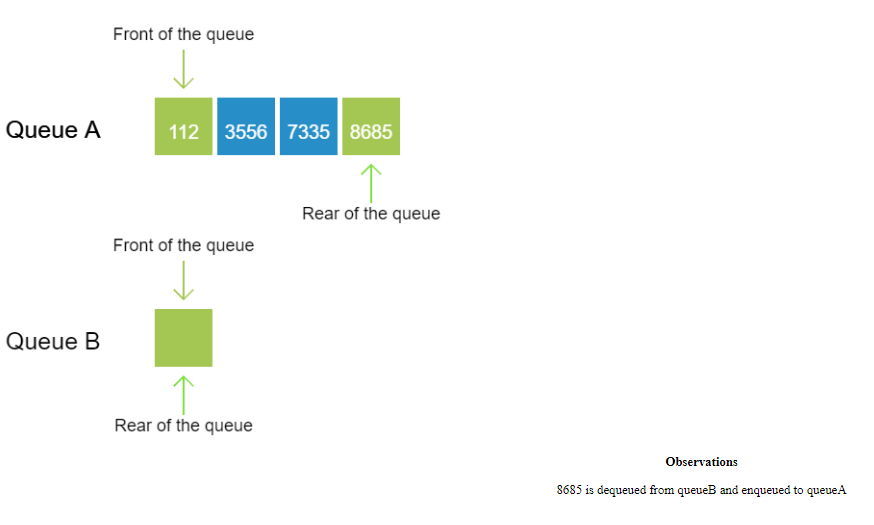 Front of the queue
Queue A
112 3556 7335 8685
Rear of the queue
Front of the queue
Queue B
Rear of the queue
Observations
8685 is dequeued from queueB and enqueued to queueA